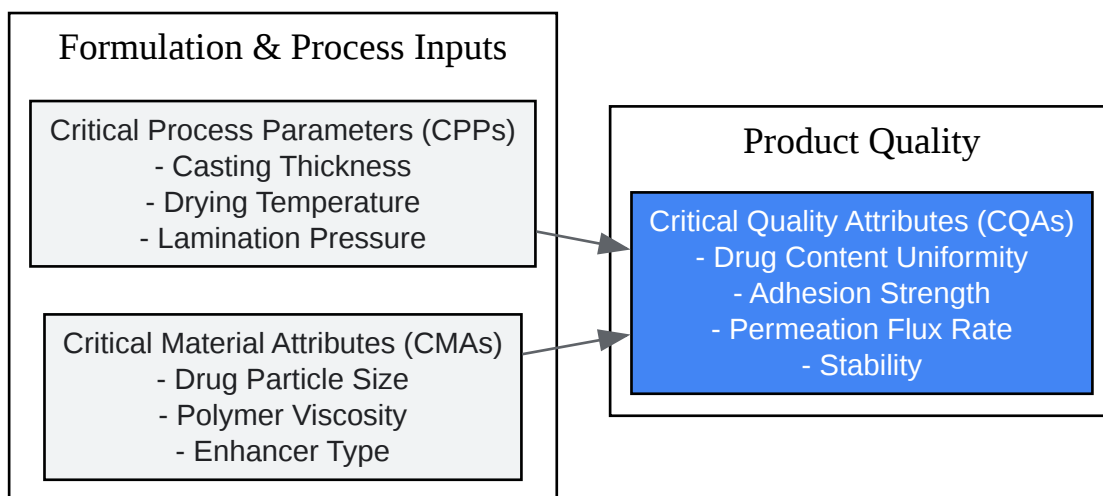 Formulation & Process Inputs
Critical Process Parameters (CPPs)
- Casting Thickness
- Drying Temperature
- Lamination Pressure
Critical Material Attributes (CMAs)
- Drug Particle Size
- Polymer Viscosity
- Enhancer Type
Product Quality
Critical Quality Attributes (CQAs)
- Drug Content Uniformity
- Adhesion Strength
- Permeation Flux Rate
- Stability